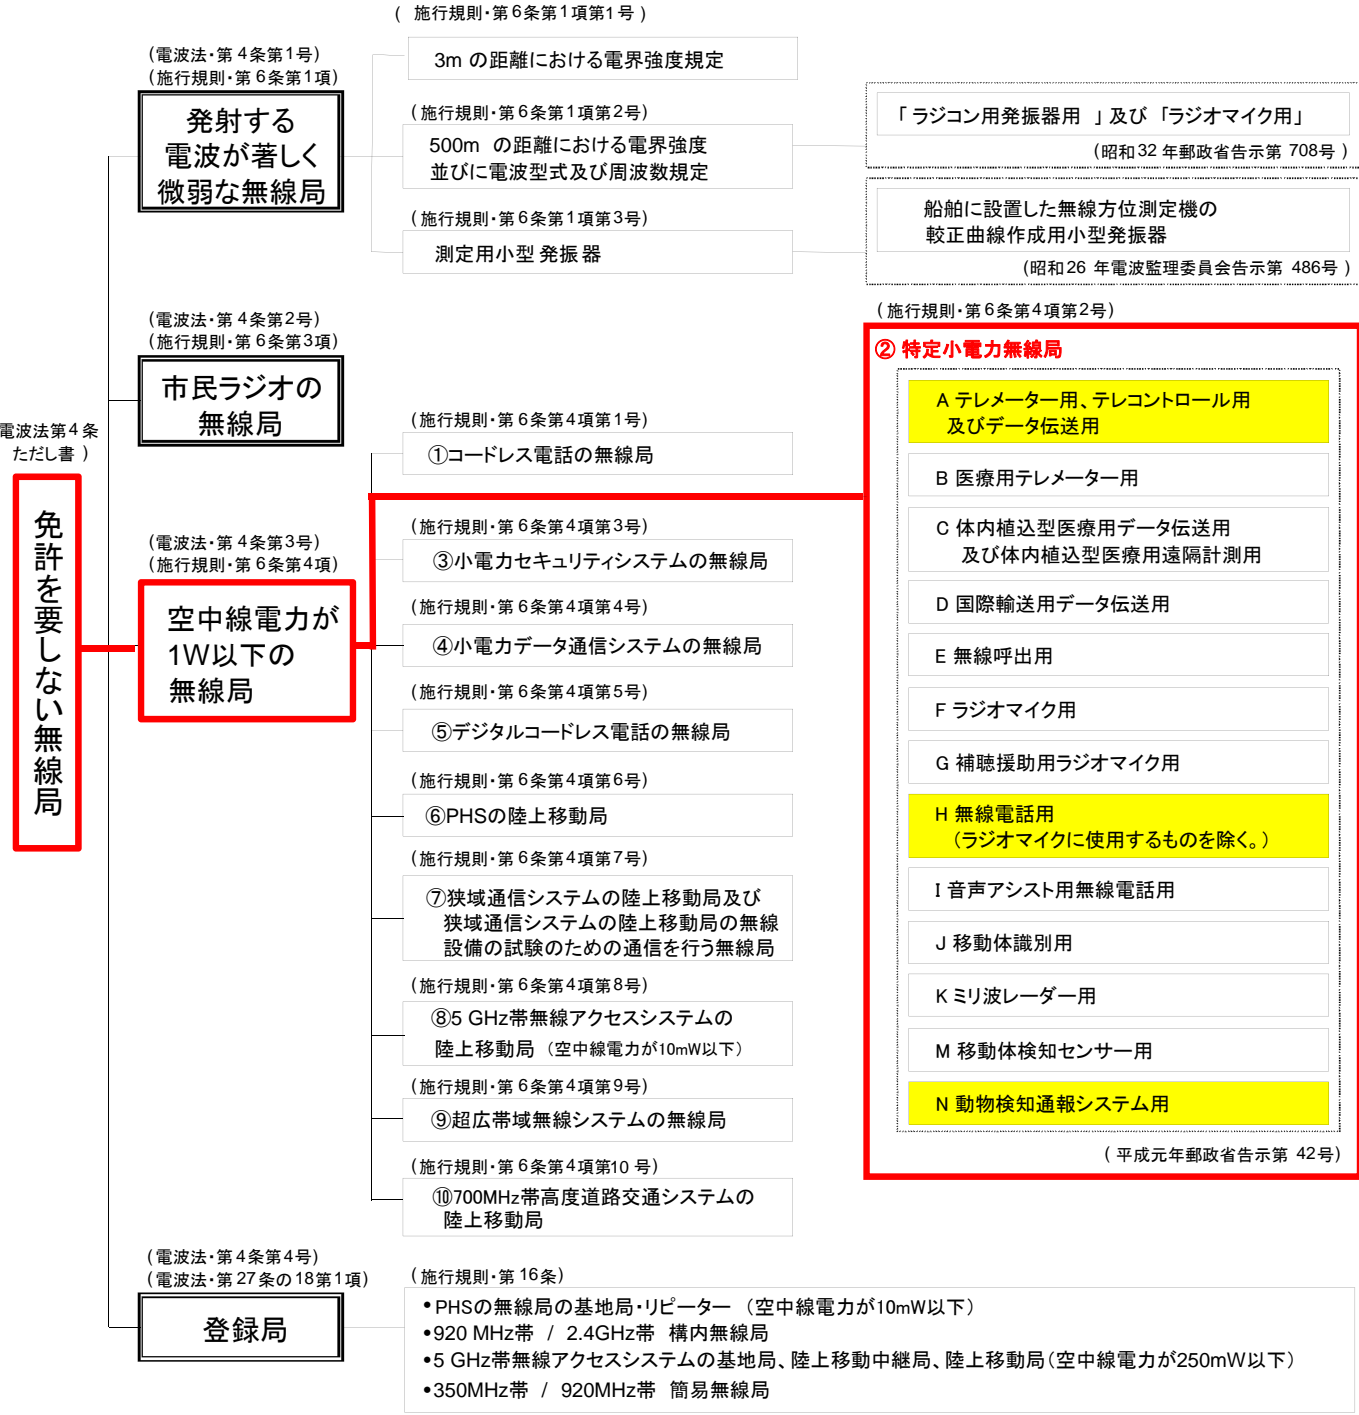 (電波法第4条
ただし書 )
免許を要しない無線局
(電波法・第4条第1号)
(施行規則・第6条第1項)
発射する
電波が著しく
微弱な無線局
( 施行規則・第6条第1項第1号 )
3m の距離における電界強度規定
(施行規則・第6条第1項第2号)
500m の距離における電界強度
並びに電波型式及び周波数規定
「 ラジコン用発振器用 」及び 「ラジオマイク用」
(昭和32 年郵政省告示第 708号 )
(施行規則・第6条第1項第3号)
測定用小型 発振 器
船舶に設置した無線方位測定機の
較正曲線作成用小型発振器
(昭和26 年電波監理委員会告示第 486号 )
(電波法・第4条第2号)
(施行規則・第6条第3項)
市民ラジオの
無線局
(電波法・第4条第3号)
(施行規則・第6条第4項)
空中線電力が
1W以下の
無線局
(施行規則・第6条第4項第1号)
①コードレス電話の無線局
(施行規則・第6条第4項第2号)
② 特定小電力無線局
A テレメーター用、テレコントロール用
及びデータ伝送用
B 医療用テレメーター用
C 体内植込型医療用データ伝送用
及び体内植込型医療用遠隔計測用
D 国際輸送用データ伝送用
E 無線呼出用
F ラジオマイク用
G 補聴援助用ラジオマイク用
H 無線電話用
（ラジオマイクに使用するものを除く。）
I 音声アシスト用無線電話用
J 移動体識別用
K ミリ波レーダー用
M 移動体検知センサー用
N 動物検知通報システム用
( 平成元年郵政省告示第 42号)
(施行規則・第6条第4項第3号)
③小電力セキュリティシステムの無線局
(施行規則・第6条第4項第4号)
④小電力データ通信システムの無線局
(施行規則・第6条第4項第5号)
⑤デジタルコードレス電話の無線局
(施行規則・第6条第4項第6号)
⑥PHSの陸上移動局
(施行規則・第6条第4項第7号)
⑦狭域通信システムの陸上移動局及び
狭域通信システムの陸上移動局の無線
設備の試験のための通信を行う無線局
(施行規則・第6条第4項第8号)
⑧5 GHz帯無線アクセスシステムの
陸上移動局 （空中線電力が10mW以下）
(施行規則・第6条第4項第9号)
⑨超広帯域無線システムの無線局
(施行規則・第6条第4項第10 号)
⑩700MHz帯高度道路交通システムの
陸上移動局
(電波法・第4条第4号)
(電波法・第27条の18第1項)
登録局
(施行規則・第16条)
•PHSの無線局の基地局・リピーター （空中線電力が10mW以下）
•920 MHz帯 / 2.4GHz帯 構内無線局
•5 GHz帯無線アクセスシステムの基地局、陸上移動中継局、陸上移動局（空中線電力が250mW以下）
•350MHz帯 / 920MHz帯 簡易無線局